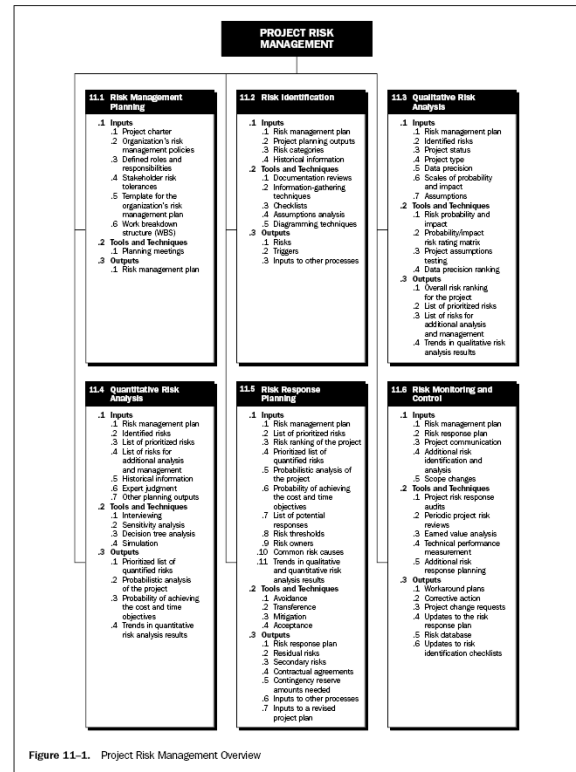 PROJECT RISK
MANAGEMENT
11.1 Risk Management
Planning
.1 Inputs
.1 Project charter
.2 Organization's risk
management policies
.3 Defined roles and
responsibilities
.4 Stakeholder risk
tolerances
.5 Template for the
organization's risk
management plan
.6 Work breakdown
structure (WBS)
.2 Tools and Techniques
.1 Planning meetings
.3 Outputs
.1 Risk management plan
11.2 Risk Identification
.1 Inputs
.1 Risk management plan
.2 Project planning outputs
.3 Risk categories
.4 Historical information
.2 Tools and Techniques
.1 Documentation reviews
.2 Information-gathering
techniques
.3 Checklists
.4 Assumptions analysis
.5 Diagramming techniques
.3 Outputs
.1 Risks
.2 Triggers
.3 Inputs to other processes
11.3 Qualitative Risk
Analysis
.1 Inputs
.1 Risk management plan
.2 Identified risks
.3 Project status
.4 Project type
.5 Data precision
.6 Scales of probability
and impact
.7 Assumptions
.2 Tools and Techniques
.1 Risk probability and
impact
.2 Probability/impact
risk rating matrix
.3 Project assumptions
testing
.4 Data precision ranking
.3 Outputs
.1 Overall risk ranking
for the project
.2 List of prioritized risks
.3 List of risks for
additional analysis
and management
.4 Trends in qualitative risk
analysis results
11.4 Quantitative Risk
Analysis
.1 Inputs
.1 Risk management plan
.2 Identified risks
.3 List of prioritized risks
.4 List of risks for
additional analysis
and management
.5 Historical information
.6 Expert judgment
.7 Other planning outputs
.2 Tools and Techniques
.1 Interviewing
.2 Sensitivity analysis
.3 Decision tree analysis
.4 Simulation
.3 Outputs
.1 Prioritized list of
quantified risks
.2 Probabilistic analysis
of the project
.3 Probability of achieving
the cost and time
objectives
.4 Trends in quantitative
risk analysis results
11.5 Risk Response
Planning
.1 Inputs
.1 Risk management plan
.2 List of prioritized risks
.3 Risk ranking of the project
.4 Prioritized list of
quantified risks
.5 Probabilistic analysis of
the project
.6 Probability of achieving
the cost and time
objectives
.7 List of potential
responses
.8 Risk thresholds
.9 Risk owners
.10 Common risk causes
.11 Trends in qualitative
and quantitative risk
analysis results
.2 Tools and Techniques
.1 Avoidance
.2 Transference
.3 Mitigation
.4 Acceptance
.3 Outputs
.1 Risk response plan
.2 Residual risks
.3 Secondary risks
.4 Contractual agreements
.5 Contingency reserve
amounts needed
.6 Inputs to other processes
.7 Inputs to a revised
project plan
11.6 Risk Monitoring and
Control
.1 Inputs
.1 Risk management plan
.2 Risk response plan
.3 Project communication
.4 Additional risk
identification and
analysis
.5 Scope changes
.2 Tools and Techniques
.1 Project risk response
audits
.2 Periodic project risk
reviews
.3 Earned value analysis
.4 Technical performance
measurement
.5 Additional risk
response planning
.3 Outputs
.1 Workaround plans
.2 Corrective action
.3 Project change requests
.4 Updates to the risk
response plan
.5 Risk database
.6 Updates to risk
identification checklists
Figure 11–1. Project Risk Management Overview